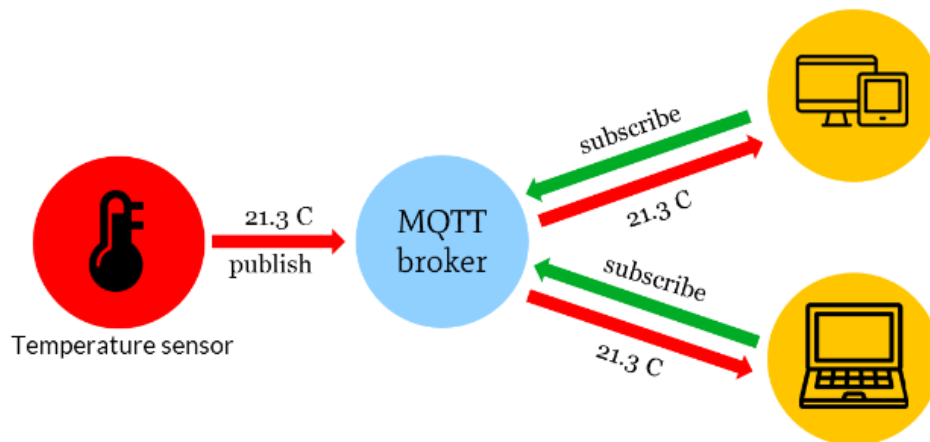 subscribe
21.3 C
21.3 C
publish
MQTT
broker
subscribe
21.3 C
Temperature sensor